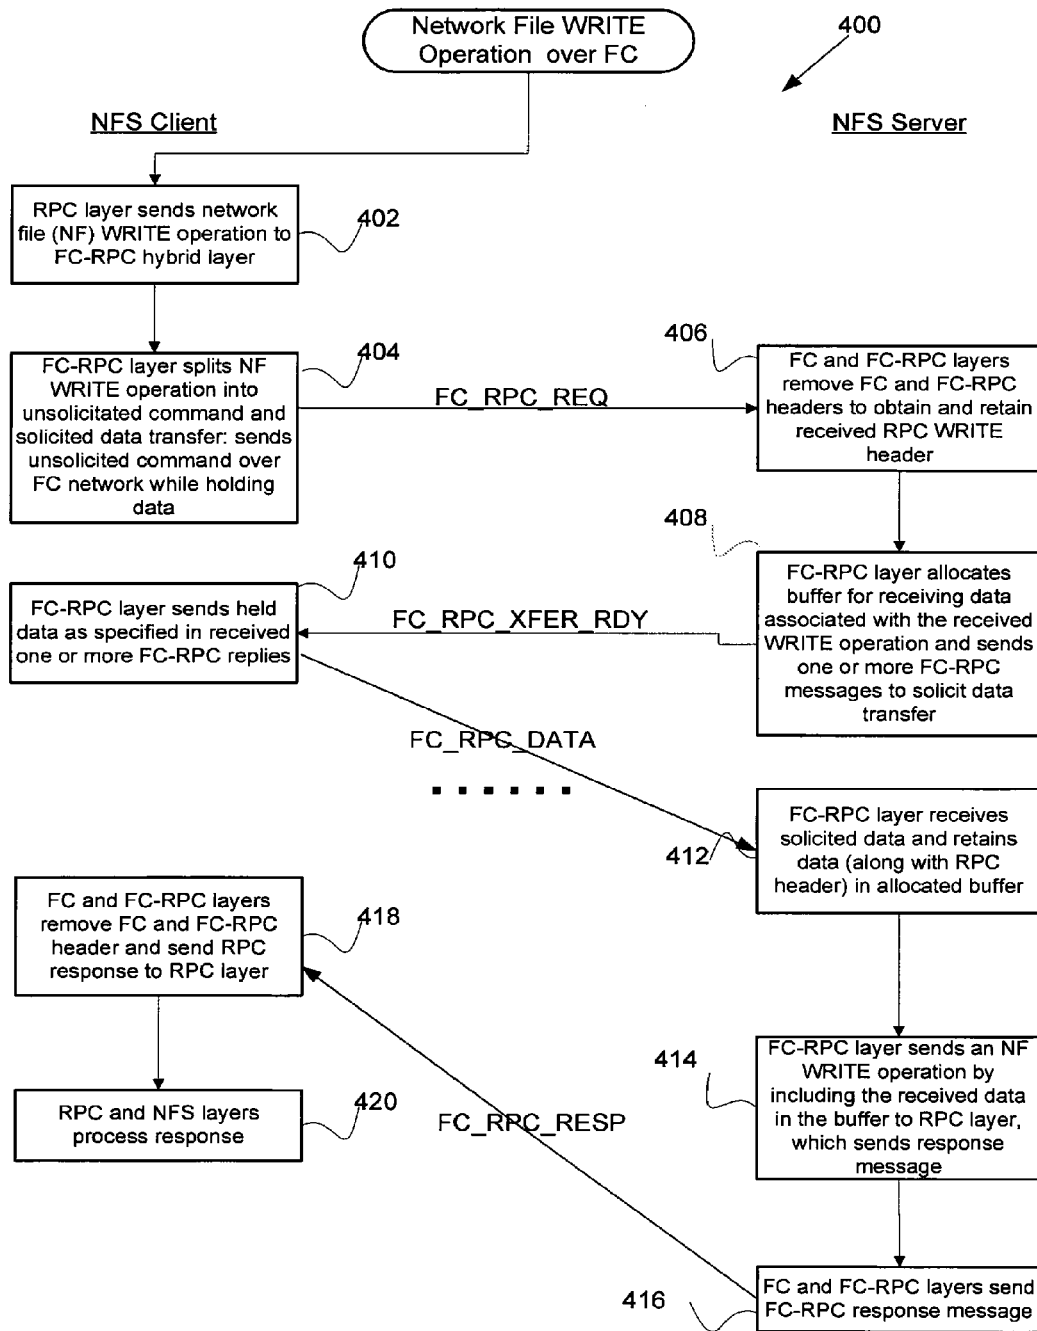 Network File WRITE
Operation over FC
400
NFS Client
NFS Server
RPC layer sends network
file (NF) WRITE operation to
FC-RPC hybrid layer
402
FC-RPC layer splits NF
WRITE operation into
unsolicitated command and
solicited data transfer: sends
unsolicited command over
FC network while holding
data
404
FC_RPC_REQ
406
FC and FC-RPC layers
remove FC and FC-RPC
headers to obtain and retain
received RPC WRITE
header
408
FC-RPC layer allocates
buffer for receiving data
associated with the received
WRITE operation and sends
one or more FC-RPC
messages to solicit data
transfer
FC_RPC_XFER_RDY
410
FC-RPC layer sends held
data as specified in received
one or more FC-RPC replies
FC_RPC_DATA
412
FC-RPC layer receives
solicited data and retains
data (along with RPC
header) in allocated buffer
414
FC-RPC layer sends an NF
WRITE operation by
including the received data
in the buffer to RPC layer,
which sends response
message
416
FC and FC-RPC layers send
FC-RPC response message
FC_RPC_RESP
FC and FC-RPC layers
remove FC and FC-RPC
header and send RPC
response to RPC layer
418
RPC and NFS layers
process response
420